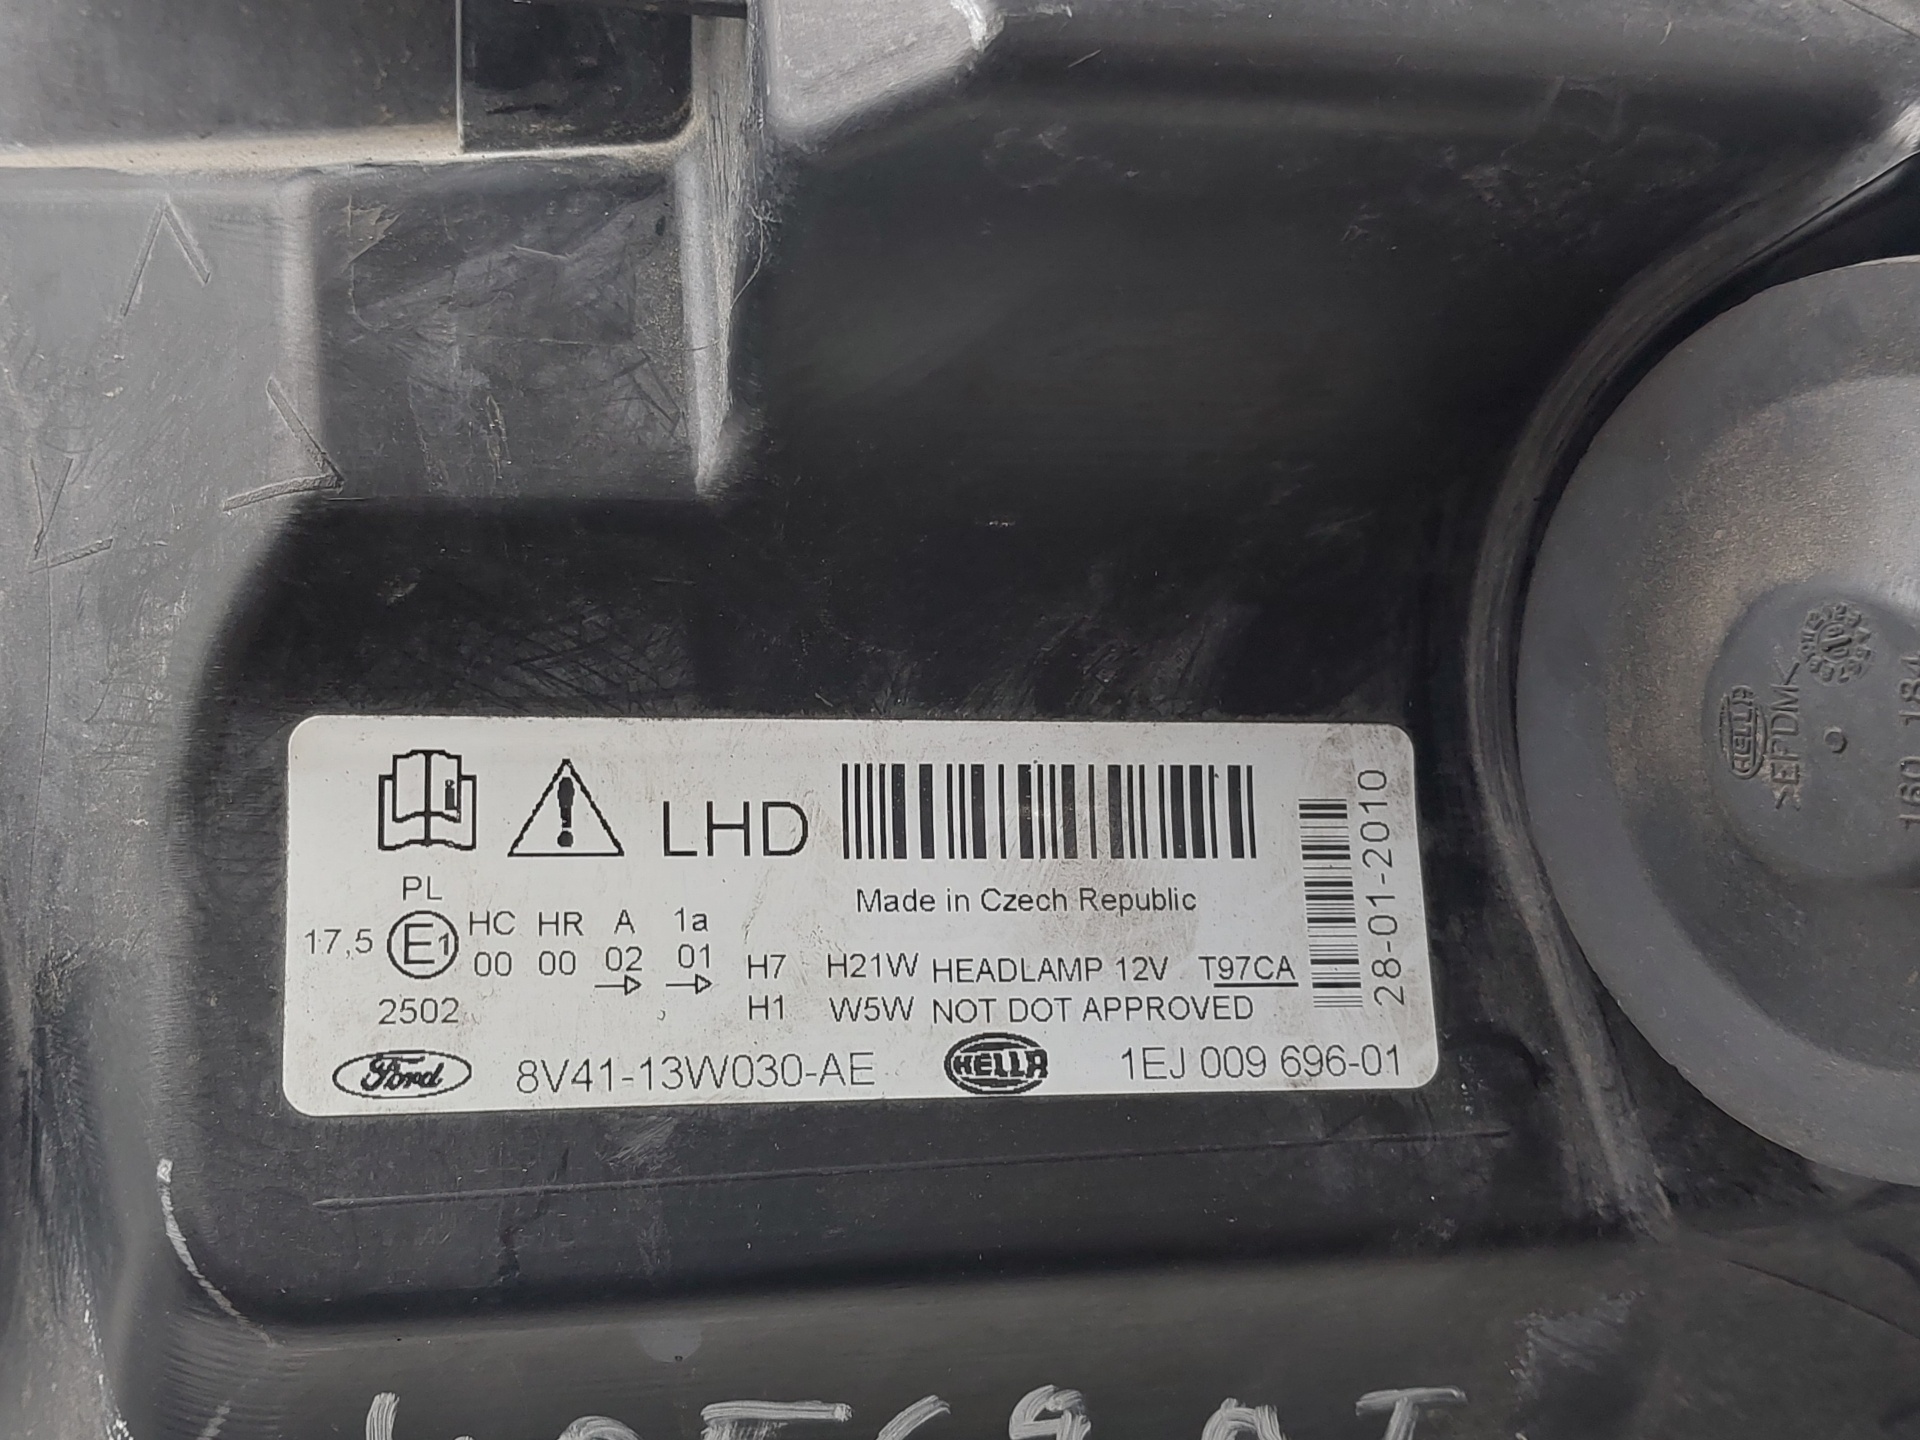 LHD
28-01-2010
Made in Czech Republic
PL
17,5 E1 HC HR A 1a
00 00 02 01
2502
H7 H21W HEADLAMP 12V T97CA
H1 W5W NOT DOT APPROVED
Ford 8V41-13W030-AE HELLA 1EJ 009 696-01
HELLA
>EPDM<
160 184